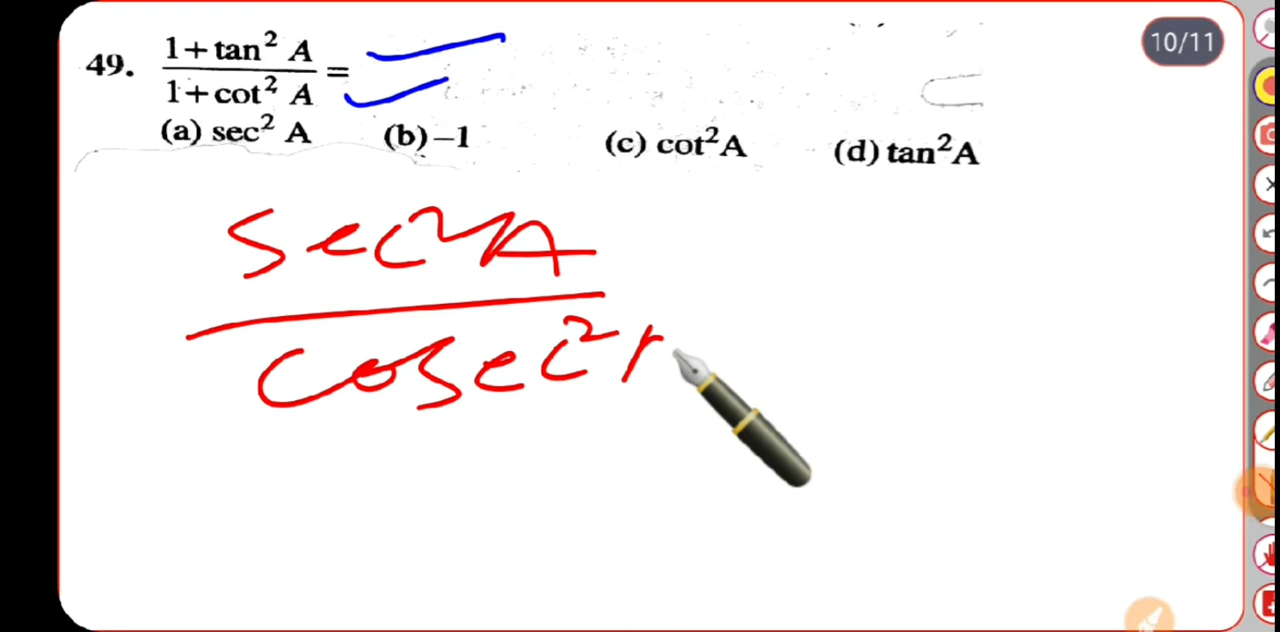 10/11
49. (1+tan² A)/(1+cot² A) =
(a) sec² A (b) –1 (c) cot²A (d) tan²A
sec²A
cosec²